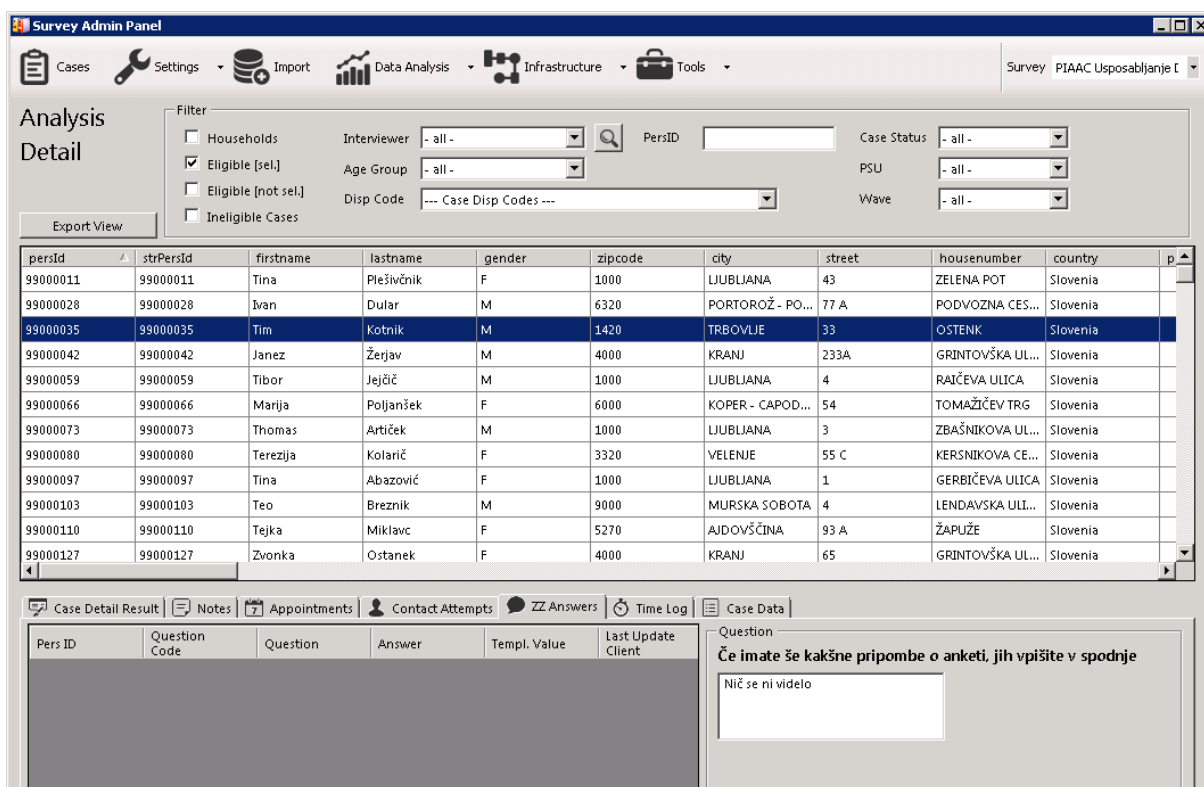 Survey Admin Panel
Cases Settings Import Data Analysis Infrastructure Tools Survey PIAAC Usposabljanje
Analysis
Detail
Export View
Filter
Households Interviewer - all - PersID Case Status - all -
Eligible [sel.] Age Group - all - PSU - all -
Eligible [not sel.] Disp Code --- Case Disp Codes --- Wave - all -
Ineligible Cases
persId strPersId firstname lastname gender zipcode city street housenumber country p
99000011 99000011 Tina Plešivčnik F 1000 LJUBLJANA 43 ZELENA POT Slovenia
99000028 99000028 Ivan Dular M 6320 PORTOROŽ - PO... 77 A PODVOZNA CES... Slovenia
99000035 99000035 Tim Kotnik M 1420 TRBOVLJE 33 OSTENK Slovenia
99000042 99000042 Janez Žerjav M 4000 KRANJ 233A GRINTOVŠKA UL... Slovenia
99000059 99000059 Tibor Jejčič M 1000 LJUBLJANA 4 RAIČEVA ULICA Slovenia
99000066 99000066 Marija Poljanšek F 6000 KOPER - CAPOD... 54 TOMAŽIČEV TRG Slovenia
99000073 99000073 Thomas Artiček M 1000 LJUBLJANA 3 ZBAŠNIKOVA UL... Slovenia
99000080 99000080 Terezija Kolarič F 3320 VELENJE 55 C KERSNIKOVA CE... Slovenia
99000097 99000097 Tina Abazović F 1000 LJUBLJANA 1 GERBIČEVA ULICA Slovenia
99000103 99000103 Teo Breznik M 9000 MURSKA SOBOTA 4 LENDAVSKA ULI... Slovenia
99000110 99000110 Tejka Miklavc F 5270 AJDOVŠČINA 93 A ŽAPUŽE Slovenia
99000127 99000127 Zvonka Ostanek F 4000 KRANJ 65 GRINTOVŠKA UL... Slovenia
Case Detail Result Notes 7 Appointments Contact Attempts ZZ Answers Time Log Case Data
Pers ID Question Code Question Answer Templ. Value Last Update Client
Question
Če imate še kakšne pripombe o anketi, jih vpišite v spodnje
Nič se ni videlo